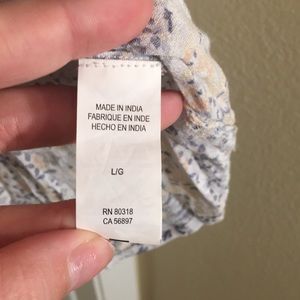 MADE IN INDIA
FABRIQUE EN INDE
HECHO EN INDIA
L/G
RN 80318
CA 56897